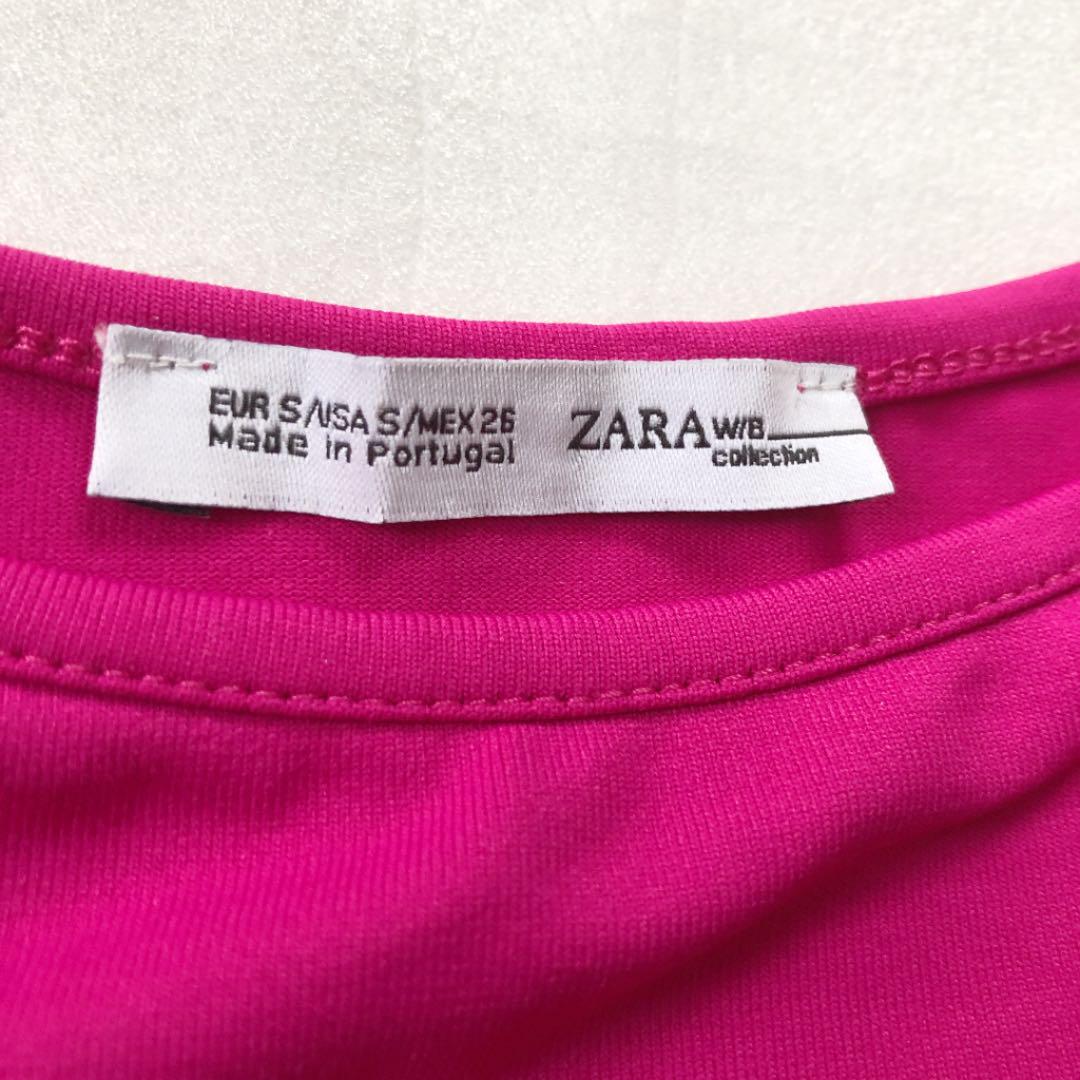 EUR S/USA S/MEX 26
Made in Portugal
ZARA W/B
collection